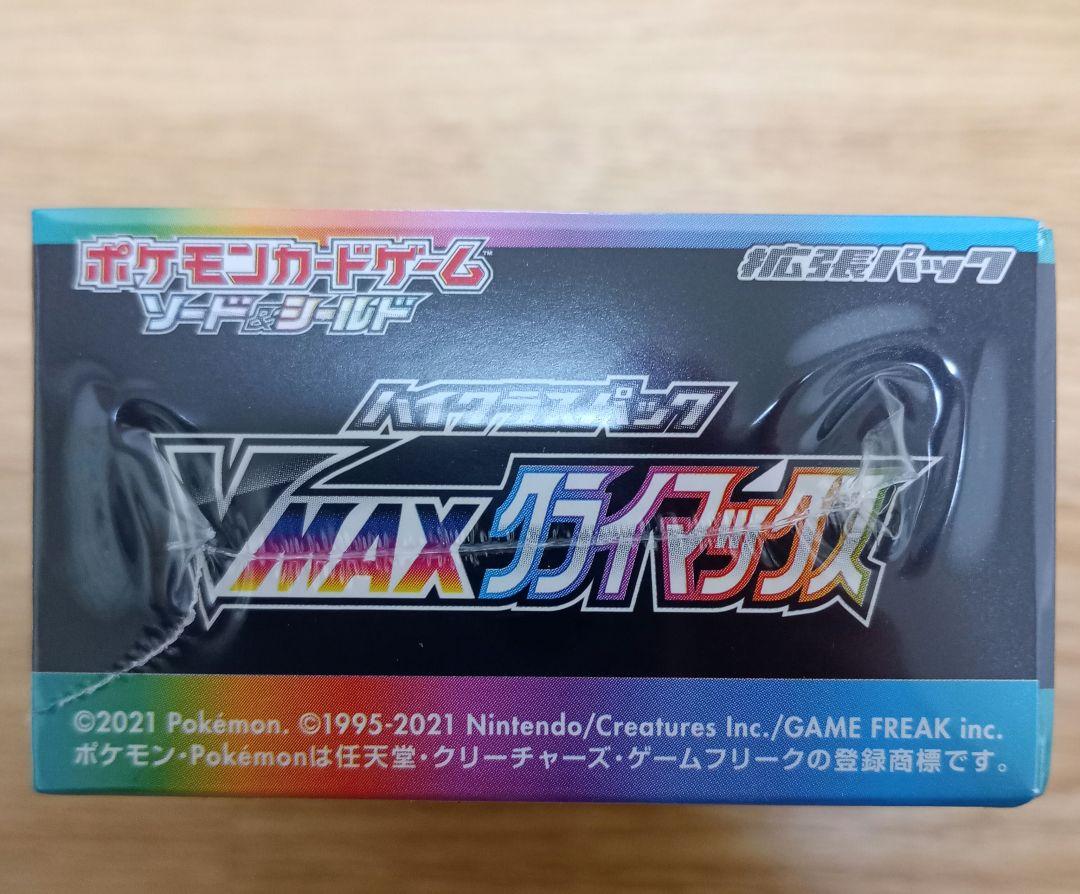 ポケモンカードゲーム™
ソード&シールド
拡張パック
ハイクラスパック
VMAXクライマックス
©2021 Pokémon. ©1995-2021 Nintendo/Creatures Inc./GAME FREAK inc.
ポケモン・Pokémonは任天堂・クリーチャーズ・ゲームフリークの登録商標です。